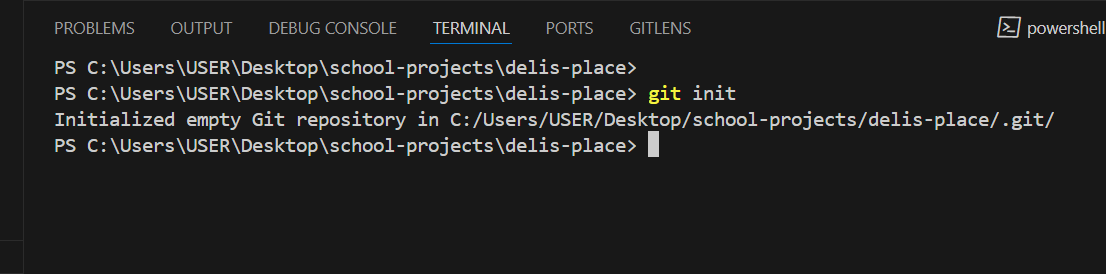 PROBLEMS OUTPUT DEBUG CONSOLE TERMINAL PORTS GITLENS powershell
PS C:\Users\USER\Desktop\school-projects\delis-place>
PS C:\Users\USER\Desktop\school-projects\delis-place> git init
Initialized empty Git repository in C:/Users/USER/Desktop/school-projects/delis-place/.git/
PS C:\Users\USER\Desktop\school-projects\delis-place>